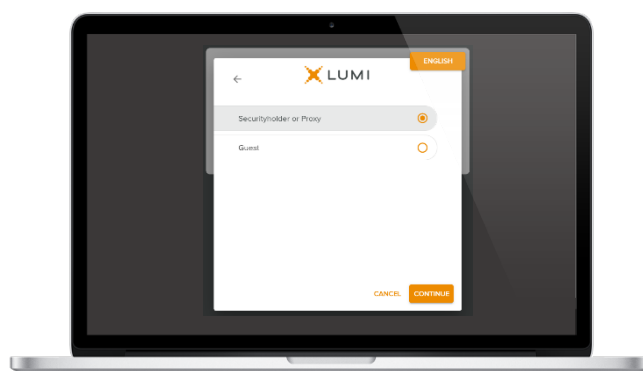 ENGLISH
LUMI
Securityholder or Proxy
Guest
CANCEL
CONTINUE